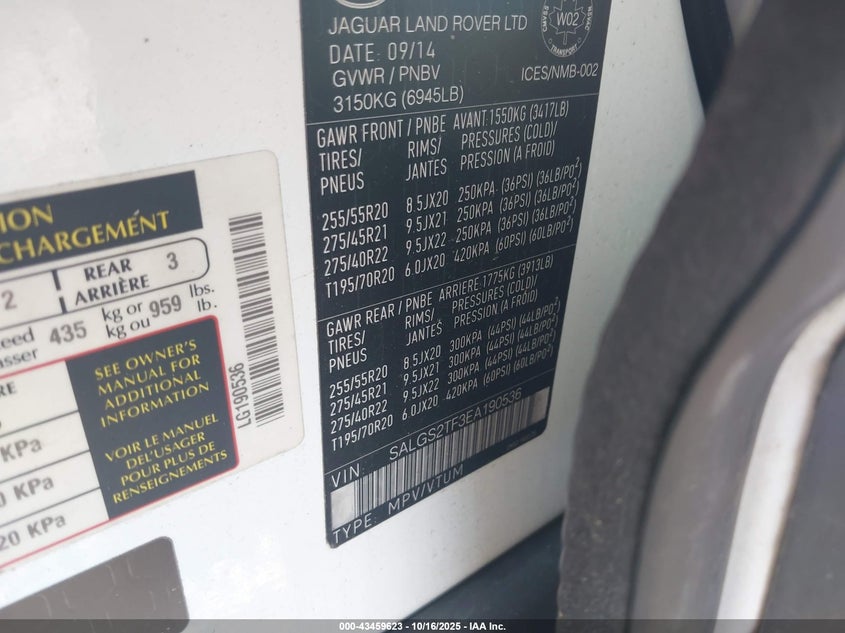 JAGUAR LAND ROVER LTD
DATE: 09/14
GVWR / PNBV
3150KG (6945LB)
W02
TRANSPORT
ICES/NMB-002
GAWR FRONT / PNBE AVANT:1550KG (3417LB)
TIRES/ RIMS/ PRESSURES (COLD)/
PNEUS JANTES PRESSION (A FROID)
255/55R20 8.5JX20 250KPA (36PSI) (36LB/PO²)
275/45R21 9.5JX21 250KPA (36PSI) (36LB/PO²)
275/40R22 9.5JX22 250KPA (36PSI) (36LB/PO²)
T195/70R20 6.0JX20 420KPA (60PSI) (60LB/PO²)
GAWR REAR / PNBE ARRIERE:1775KG (3913LB)
TIRES/ RIMS/ PRESSURES (COLD)/
PNEUS JANTES PRESSION (A FROID)
255/55R20 8.5JX20 300KPA (44PSI) (44LB/PO²)
275/45R21 9.5JX21 300KPA (44PSI) (44LB/PO²)
275/40R22 9.5JX22 300KPA (44PSI) (44LB/PO²)
T195/70R20 6.0JX20 420KPA (60PSI) (60LB/PO²)
VIN: SALGS2TF3EA190536
TYPE: MPV/VTUM
TION
CHARGEMENT
2 REAR 3
ARRIÈRE
435 kg or 959 lbs.
kg ou lb.
SEE OWNER'S
MANUAL FOR
ADDITIONAL
INFORMATION
VOIR LE MANUEL
DE L'USAGER
POUR PLUS DE
RENSEIGNEMENTS
KPa
0 KPa
20 KPa
LG190536
000-43459623 - 10/16/2025 - IAA Inc.